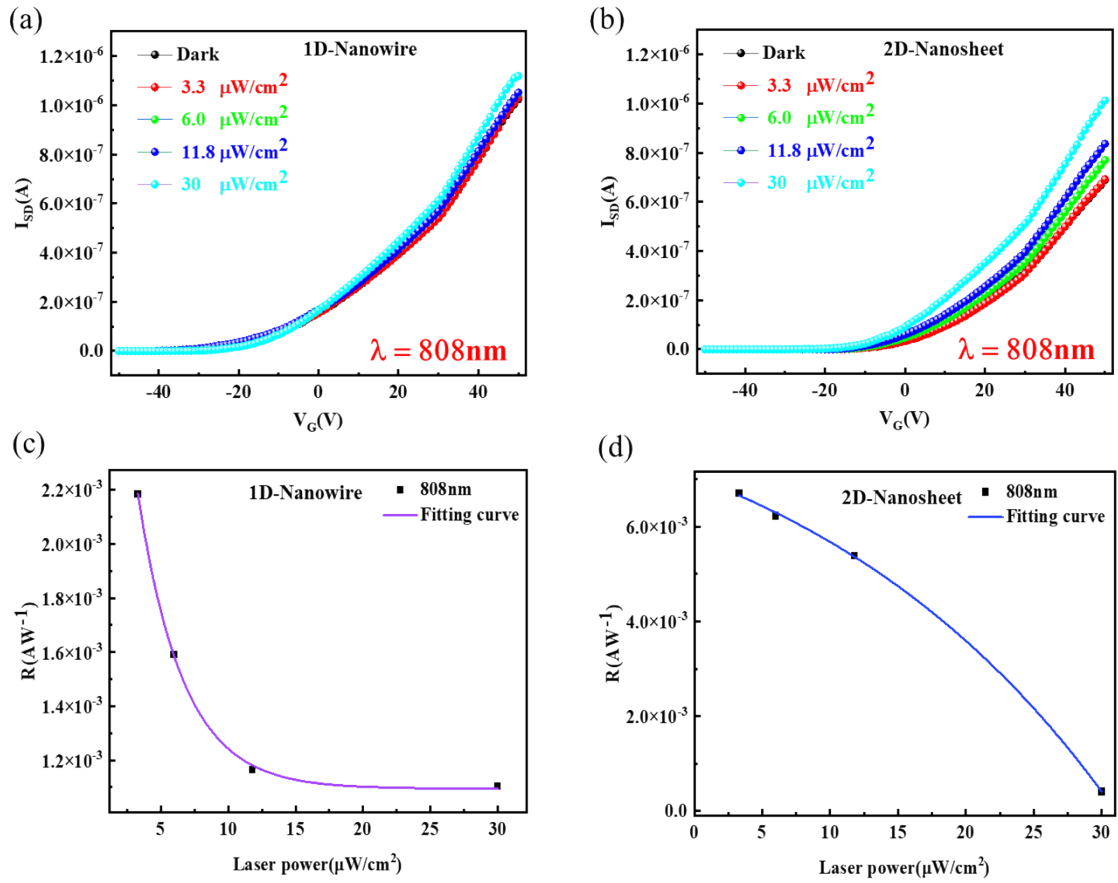 (a)
1D-Nanowire
Dark
3.3 μW/cm²
6.0 μW/cm²
11.8 μW/cm²
30 μW/cm²
1.2×10⁻⁶
1.0×10⁻⁶
8.0×10⁻⁷
6.0×10⁻⁷
4.0×10⁻⁷
2.0×10⁻⁷
0.0
I_SD(A)
λ = 808nm
-40 -20 0 20 40
V_G(V)
(b)
2D-Nanosheet
Dark
3.3 μW/cm²
6.0 μW/cm²
11.8 μW/cm²
30 μW/cm²
1.2×10⁻⁶
1.0×10⁻⁶
8.0×10⁻⁷
6.0×10⁻⁷
4.0×10⁻⁷
2.0×10⁻⁷
0.0
I_SD(A)
λ = 808nm
-40 -20 0 20 40
V_G(V)
(c)
1D-Nanowire
808nm
Fitting curve
2.2×10⁻³
2.0×10⁻³
1.8×10⁻³
1.6×10⁻³
1.4×10⁻³
1.2×10⁻³
R(AW⁻¹)
5 10 15 20 25 30
Laser power(μW/cm²)
(d)
2D-Nanosheet
808nm
Fitting curve
6.0×10⁻³
4.0×10⁻³
2.0×10⁻³
0.0
R(AW⁻¹)
0 5 10 15 20 25 30
Laser power(μW/cm²)